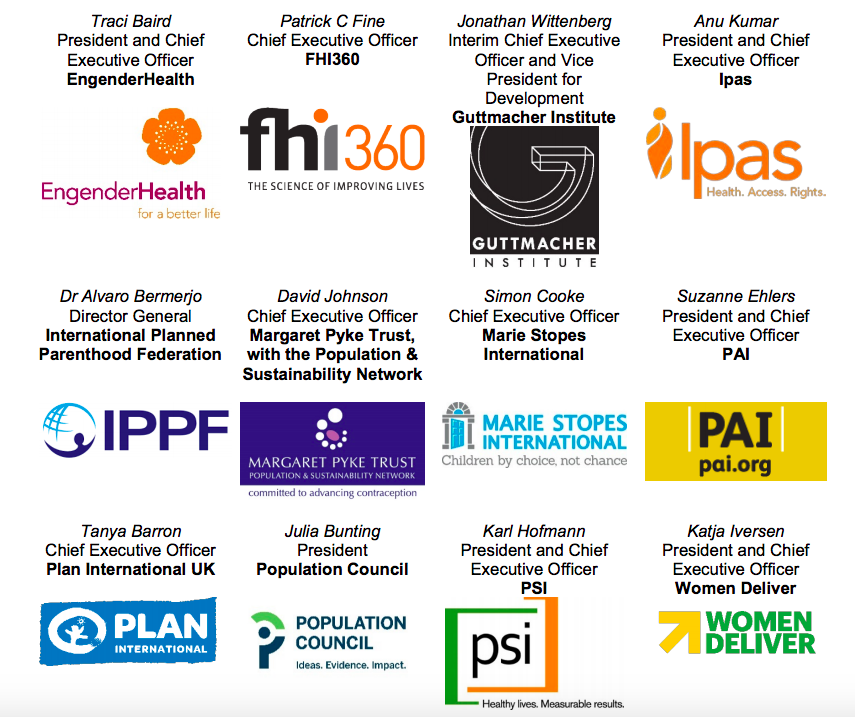 Traci Baird
President and Chief
Executive Officer
EngenderHealth
EngenderHealth
for a better life
Patrick C Fine
Chief Executive Officer
FHI360
fhi360
THE SCIENCE OF IMPROVING LIVES
Jonathan Wittenberg
Interim Chief Executive
Officer and Vice
President for
Development
Guttmacher Institute
G
GUTTMACHER
INSTITUTE
Anu Kumar
President and Chief
Executive Officer
Ipas
Ipas
Health. Access. Rights.
Dr Alvaro Bermerjo
Director General
International Planned
Parenthood Federation
IPPF
David Johnson
Chief Executive Officer
Margaret Pyke Trust,
with the Population &
Sustainability Network
MARGARET PYKE TRUST
POPULATION & SUSTAINABILITY NETWORK
committed to advancing contraception
Simon Cooke
Chief Executive Officer
Marie Stopes
International
MARIE STOPES
INTERNATIONAL
Children by choice, not chance
Suzanne Ehlers
President and Chief
Executive Officer
PAI
PAI
pai.org
Tanya Barron
Chief Executive Officer
Plan International UK
PLAN
INTERNATIONAL
Julia Bunting
President
Population Council
POPULATION
COUNCIL
Ideas. Evidence. Impact.
Karl Hofmann
President and Chief
Executive Officer
PSI
psi
Healthy lives. Measurable results.
Katja Iversen
President and Chief
Executive Officer
Women Deliver
WOMEN
DELIVER